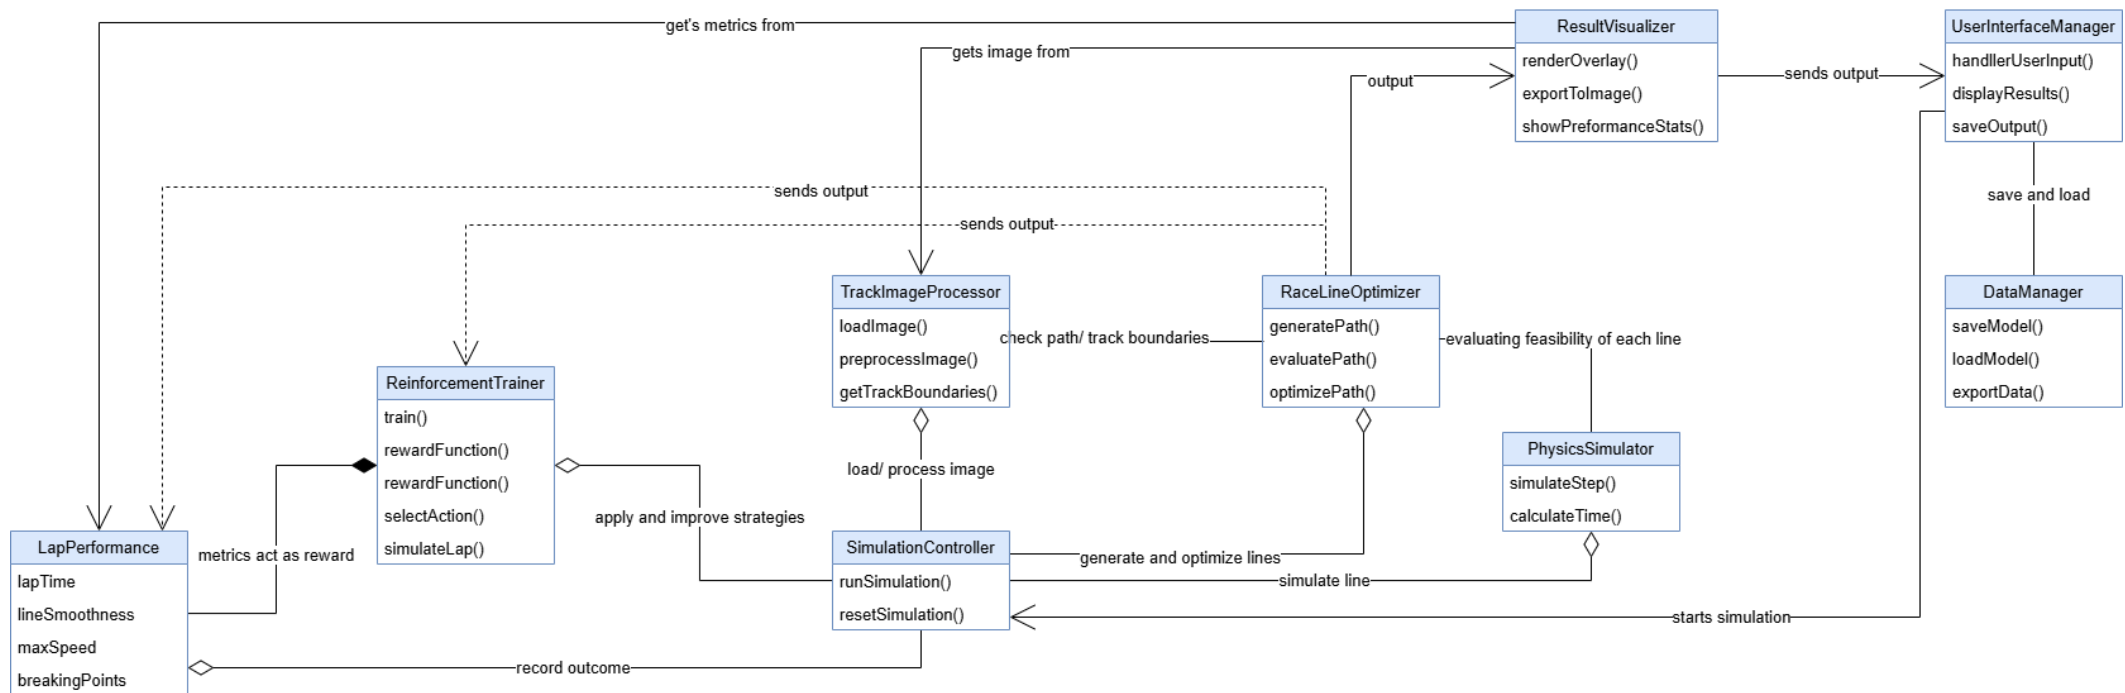 get's metrics from
ResultVisualizer
renderOverlay()
exportToImage()
showPreformanceStats()
UserInterfaceManager
handllerUserInput()
displayResults()
saveOutput()
gets image from
output
sends output
sends output
sends output
save and load
TrackImageProcessor
loadImage()
preprocessImage()
getTrackBoundaries()
check path/ track boundaries
RaceLineOptimizer
generatePath()
evaluatePath()
optimizePath()
evaluating feasibility of each line
DataManager
saveModel()
loadModel()
exportData()
ReinforcementTrainer
train()
rewardFunction()
rewardFunction()
selectAction()
simulateLap()
PhysicsSimulator
simulateStep()
calculateTime()
load/ process image
apply and improve strategies
LapPerformance
lapTime
lineSmoothness
maxSpeed
breakingPoints
metrics act as reward
SimulationController
runSimulation()
resetSimulation()
generate and optimize lines
simulate line
starts simulation
record outcome